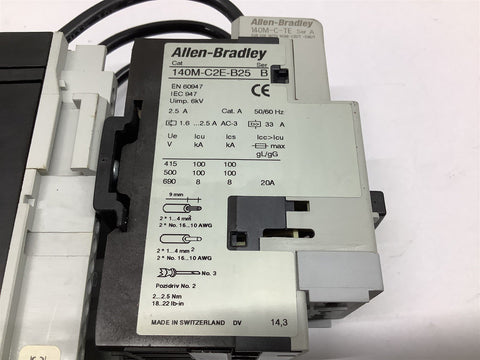 Allen-Bradley
140M-C-TE Ser A
Allen-Bradley
Cat Ser.
140M-C2E-B25 B
EN 60947
IEC 947
Uimp. 6kV
2.5 A Cat. A 50/60 Hz
1.6 ...2.5 A AC-3 33 A
Ue Icu Ics Icc>Icu
V kA kA max
gL/gG
415 100 100
500 100 100
690 8 8 20A
9 mm
2 * 1...4 mm²
2 * No. 16...10 AWG
2 * 1...4 mm²
2 * No. 16...10 AWG
No. 3
Pozidriv No. 2
2...2.5 Nm
18...22 lb-in
MADE IN SWITZERLAND DV 14,3